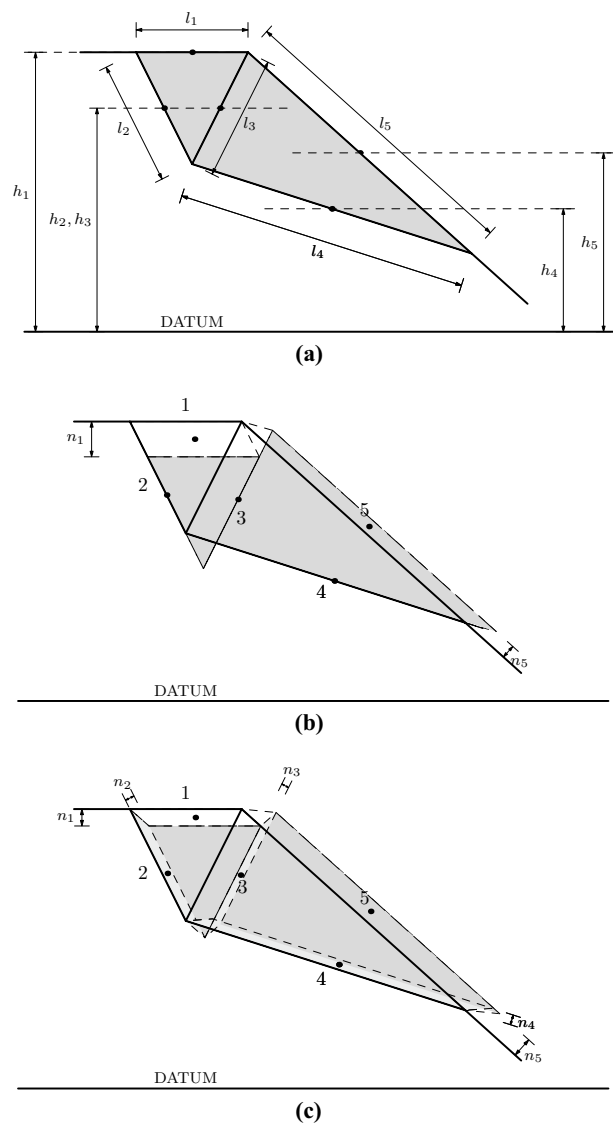 l₁
l₂
l₃
l₅
h₁
h₂, h₃
l₄
h₄
h₅
DATUM
(a)
1
n₁
2
3
5
4
n₅
DATUM
(b)
n₃
n₂
1
n₁
2
3
5
4
n₄
n₅
DATUM
(c)